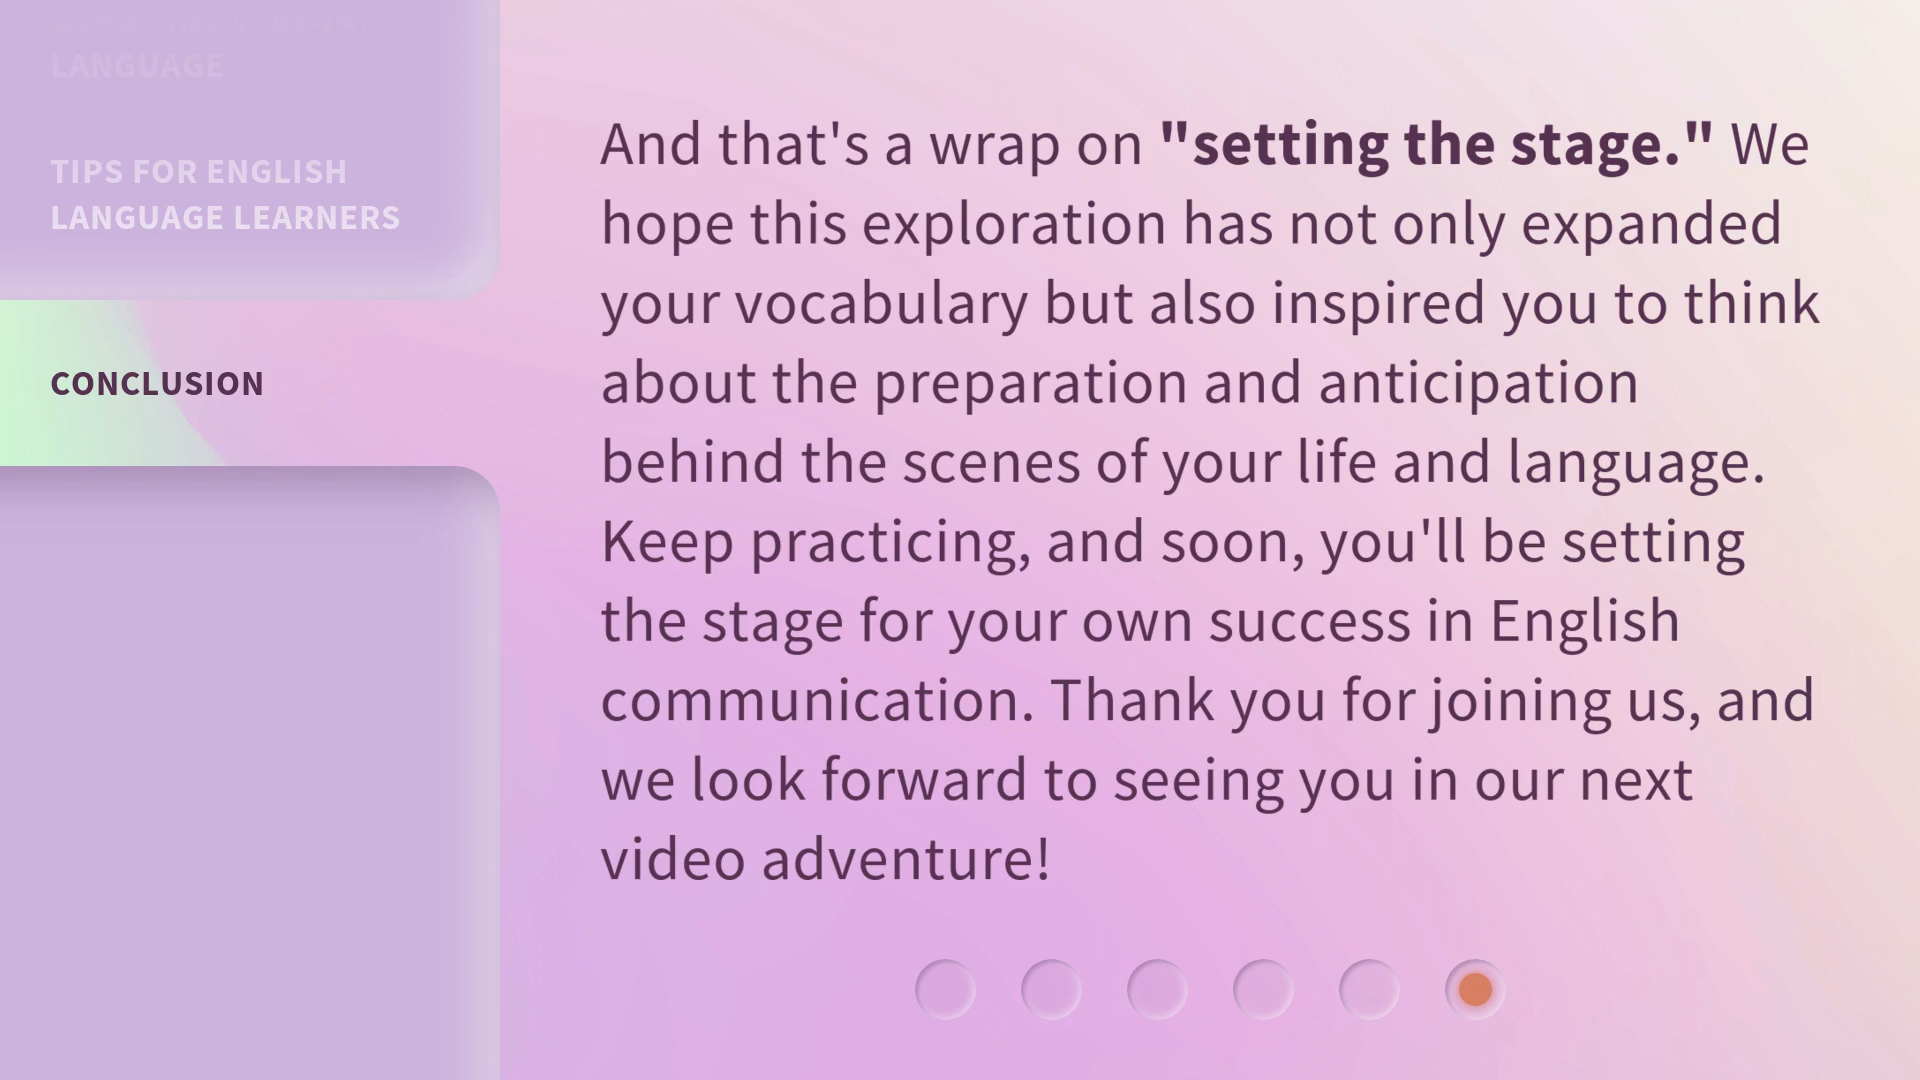 LANGUAGE
TIPS FOR ENGLISH
LANGUAGE LEARNERS
CONCLUSION
And that's a wrap on "setting the stage." We
hope this exploration has not only expanded
your vocabulary but also inspired you to think
about the preparation and anticipation
behind the scenes of your life and language.
Keep practicing, and soon, you'll be setting
the stage for your own success in English
communication. Thank you for joining us, and
we look forward to seeing you in our next
video adventure!